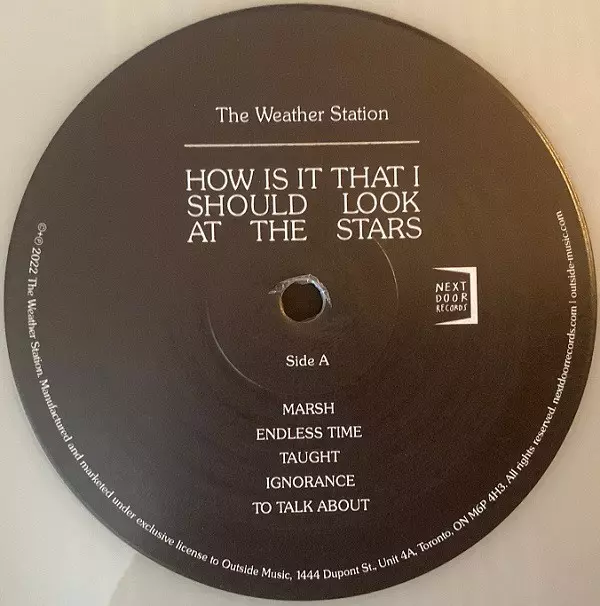 The Weather Station
HOW IS IT THAT I
SHOULD LOOK
AT THE STARS
NEXT
DOOR
RECORDS
Side A
MARSH
ENDLESS TIME
TAUGHT
IGNORANCE
TO TALK ABOUT
©+℗ 2022 The Weather Station. Manufactured and marketed under exclusive license to Outside Music, 1444 Dupont St., Unit 4A, Toronto, ON M6P 4H3. All rights reserved. nextdoorrecords.com | outside-music.com